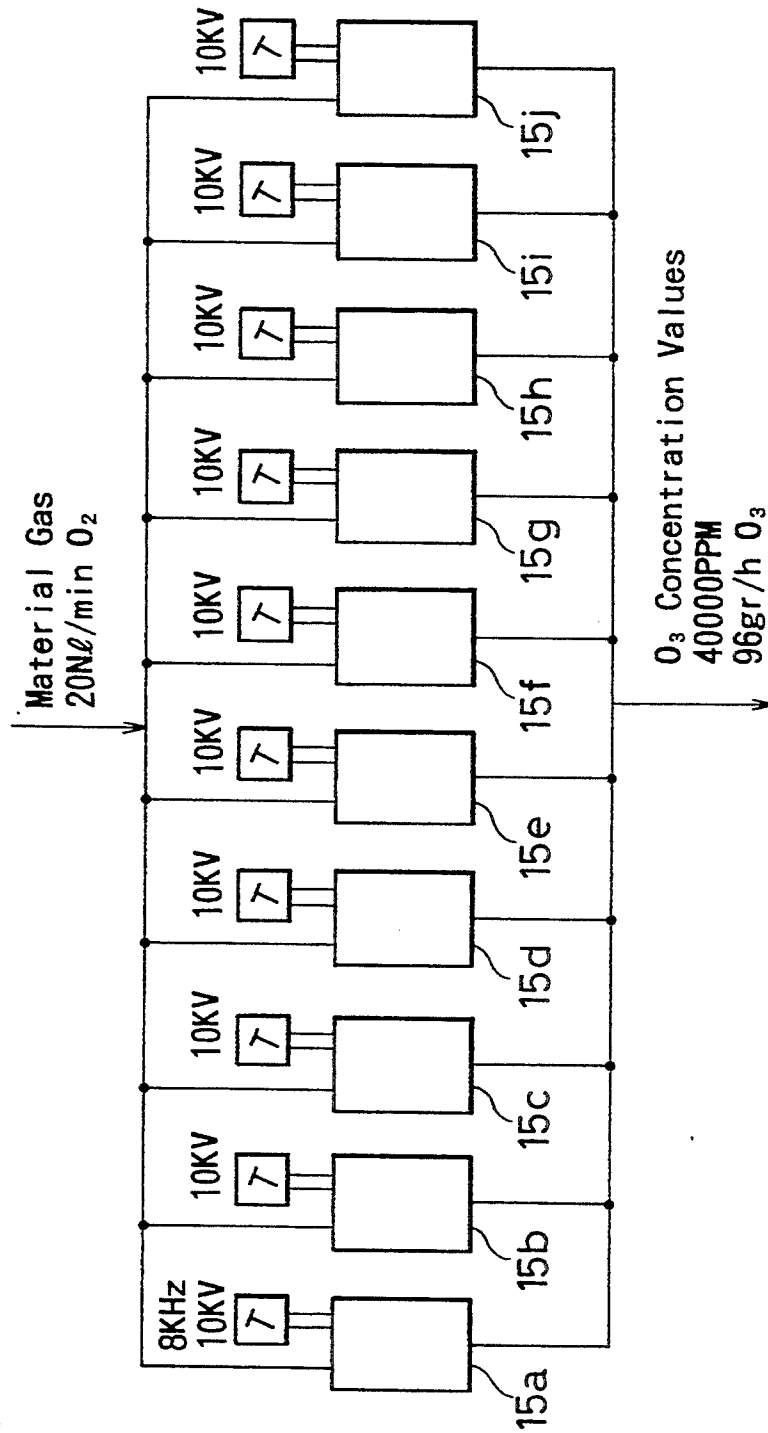 Material Gas
20Nℓ/min O₂
8KHz
10KV
T
10KV
T
10KV
T
10KV
T
10KV
T
10KV
T
10KV
T
10KV
T
10KV
T
10KV
T
15a
15b
15c
15d
15e
15f
15g
15h
15i
15j
O₃ Concentration Values
40000PPM
96gr/h O₃